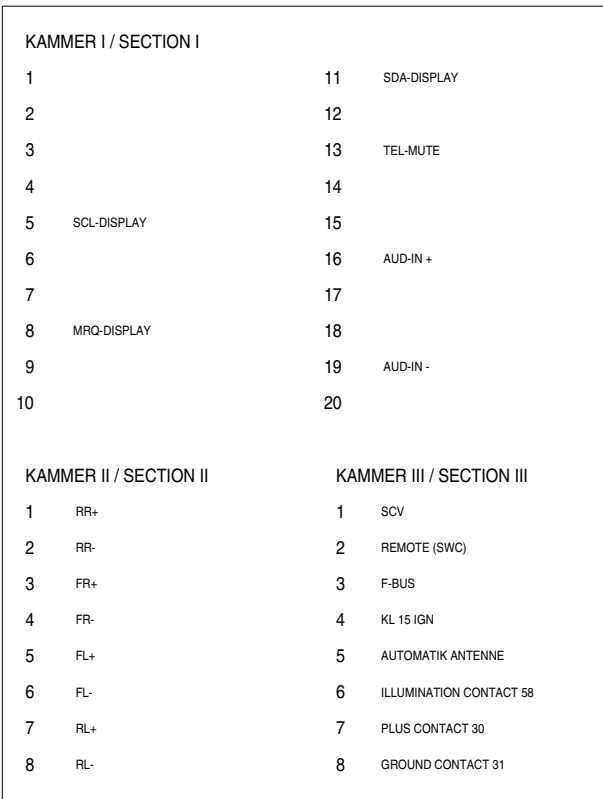 KAMMER I / SECTION I
1 11 SDA-DISPLAY
2 12
3 13 TEL-MUTE
4 14
5 SCL-DISPLAY 15
6 16 AUD-IN +
7 17
8 MRQ-DISPLAY 18
9 19 AUD-IN -
10 20
KAMMER II / SECTION II KAMMER III / SECTION III
1 RR+ 1 SCV
2 RR- 2 REMOTE (SWC)
3 FR+ 3 F-BUS
4 FR- 4 KL 15 IGN
5 FL+ 5 AUTOMATIK ANTENNE
6 FL- 6 ILLUMINATION CONTACT 58
7 RL+ 7 PLUS CONTACT 30
8 RL- 8 GROUND CONTACT 31